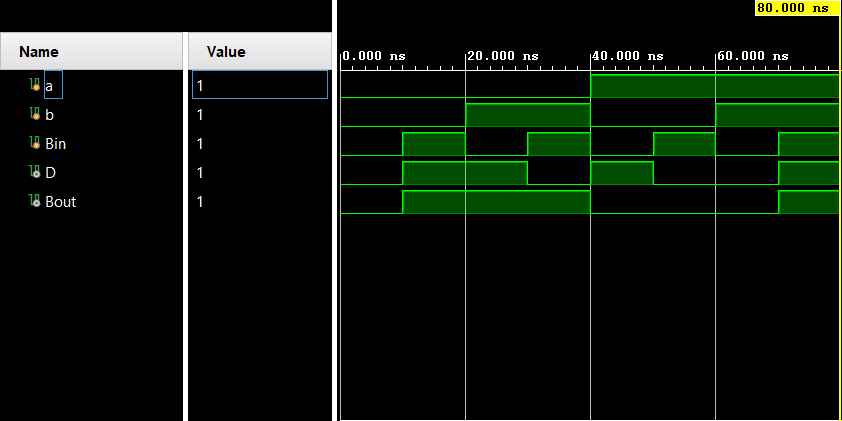 80.000 ns
Name Value
0.000 ns 20.000 ns 40.000 ns 60.000 ns
a 1
b 1
Bin 1
D 1
Bout 1